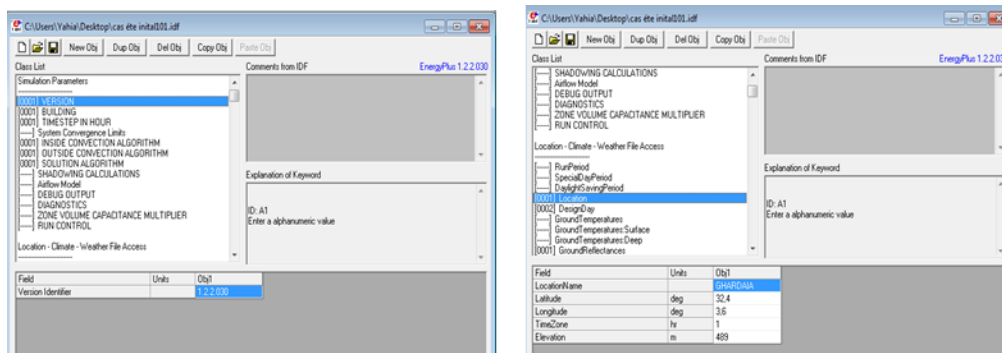 C:\Users\Yahia\Desktop\cas éte inital101.idf
New Obj Dup Obj Del Obj Copy Obj Paste Obj
Class List
Comments from IDF
EnergyPlus 1.2.2.030
Simulation Parameters
--------------------
[0001] VERSION
[0001] BUILDING
[0001] TIMESTEP IN HOUR
[----] System Convergence Limits
[0001] INSIDE CONVECTION ALGORITHM
[0001] OUTSIDE CONVECTION ALGORITHM
[0001] SOLUTION ALGORITHM
[----] SHADOWING CALCULATIONS
[----] Airflow Model
[----] DEBUG OUTPUT
[----] DIAGNOSTICS
[----] ZONE VOLUME CAPACITANCE MULTIPLIER
[----] RUN CONTROL
Location - Climate - Weather File Access
--------------------
Explanation of Keyword
ID: A1
Enter a alphanumeric value
Field Units Obj1
Version Identifier 1.2.2.030
C:\Users\Yahia\Desktop\cas éte inital101.idf
New Obj Dup Obj Del Obj Copy Obj Paste Obj
Class List
Comments from IDF
EnergyPlus 1.2.2.030
[----] SHADOWING CALCULATIONS
[----] Airflow Model
[----] DEBUG OUTPUT
[----] DIAGNOSTICS
[----] ZONE VOLUME CAPACITANCE MULTIPLIER
[----] RUN CONTROL
Location - Climate - Weather File Access
--------------------
[----] RunPeriod
[----] SpecialDayPeriod
[----] DaylightSavingPeriod
[0001] Location
[0002] DesignDay
[----] GroundTemperatures
[----] GroundTemperatures:Surface
[----] GroundTemperatures:Deep
[0001] GroundReflectances
Explanation of Keyword
ID: A1
Enter a alphanumeric value
Field Units Obj1
LocationName GHARDAIA
Latitude deg 32,4
Longitude deg 3,6
TimeZone hr 1
Elevation m 489